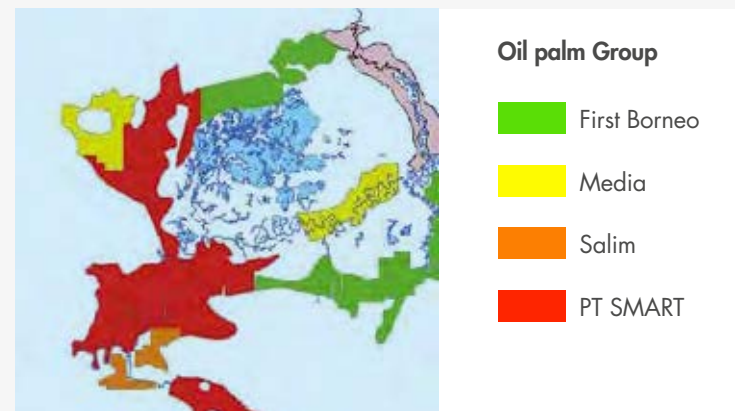 Oil palm Group
First Borneo
Media
Salim
PT SMART